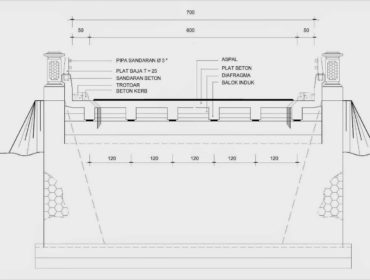 700
50 600 50
PIPA SANDARAN Ø 3"
PLAT BAJA T = 25
SANDARAN BETON
TROTOAR
BETON KERB
ASPAL
PLAT BETON
DIAFRAGMA
BALOK INDUK
120 120 120 120 120